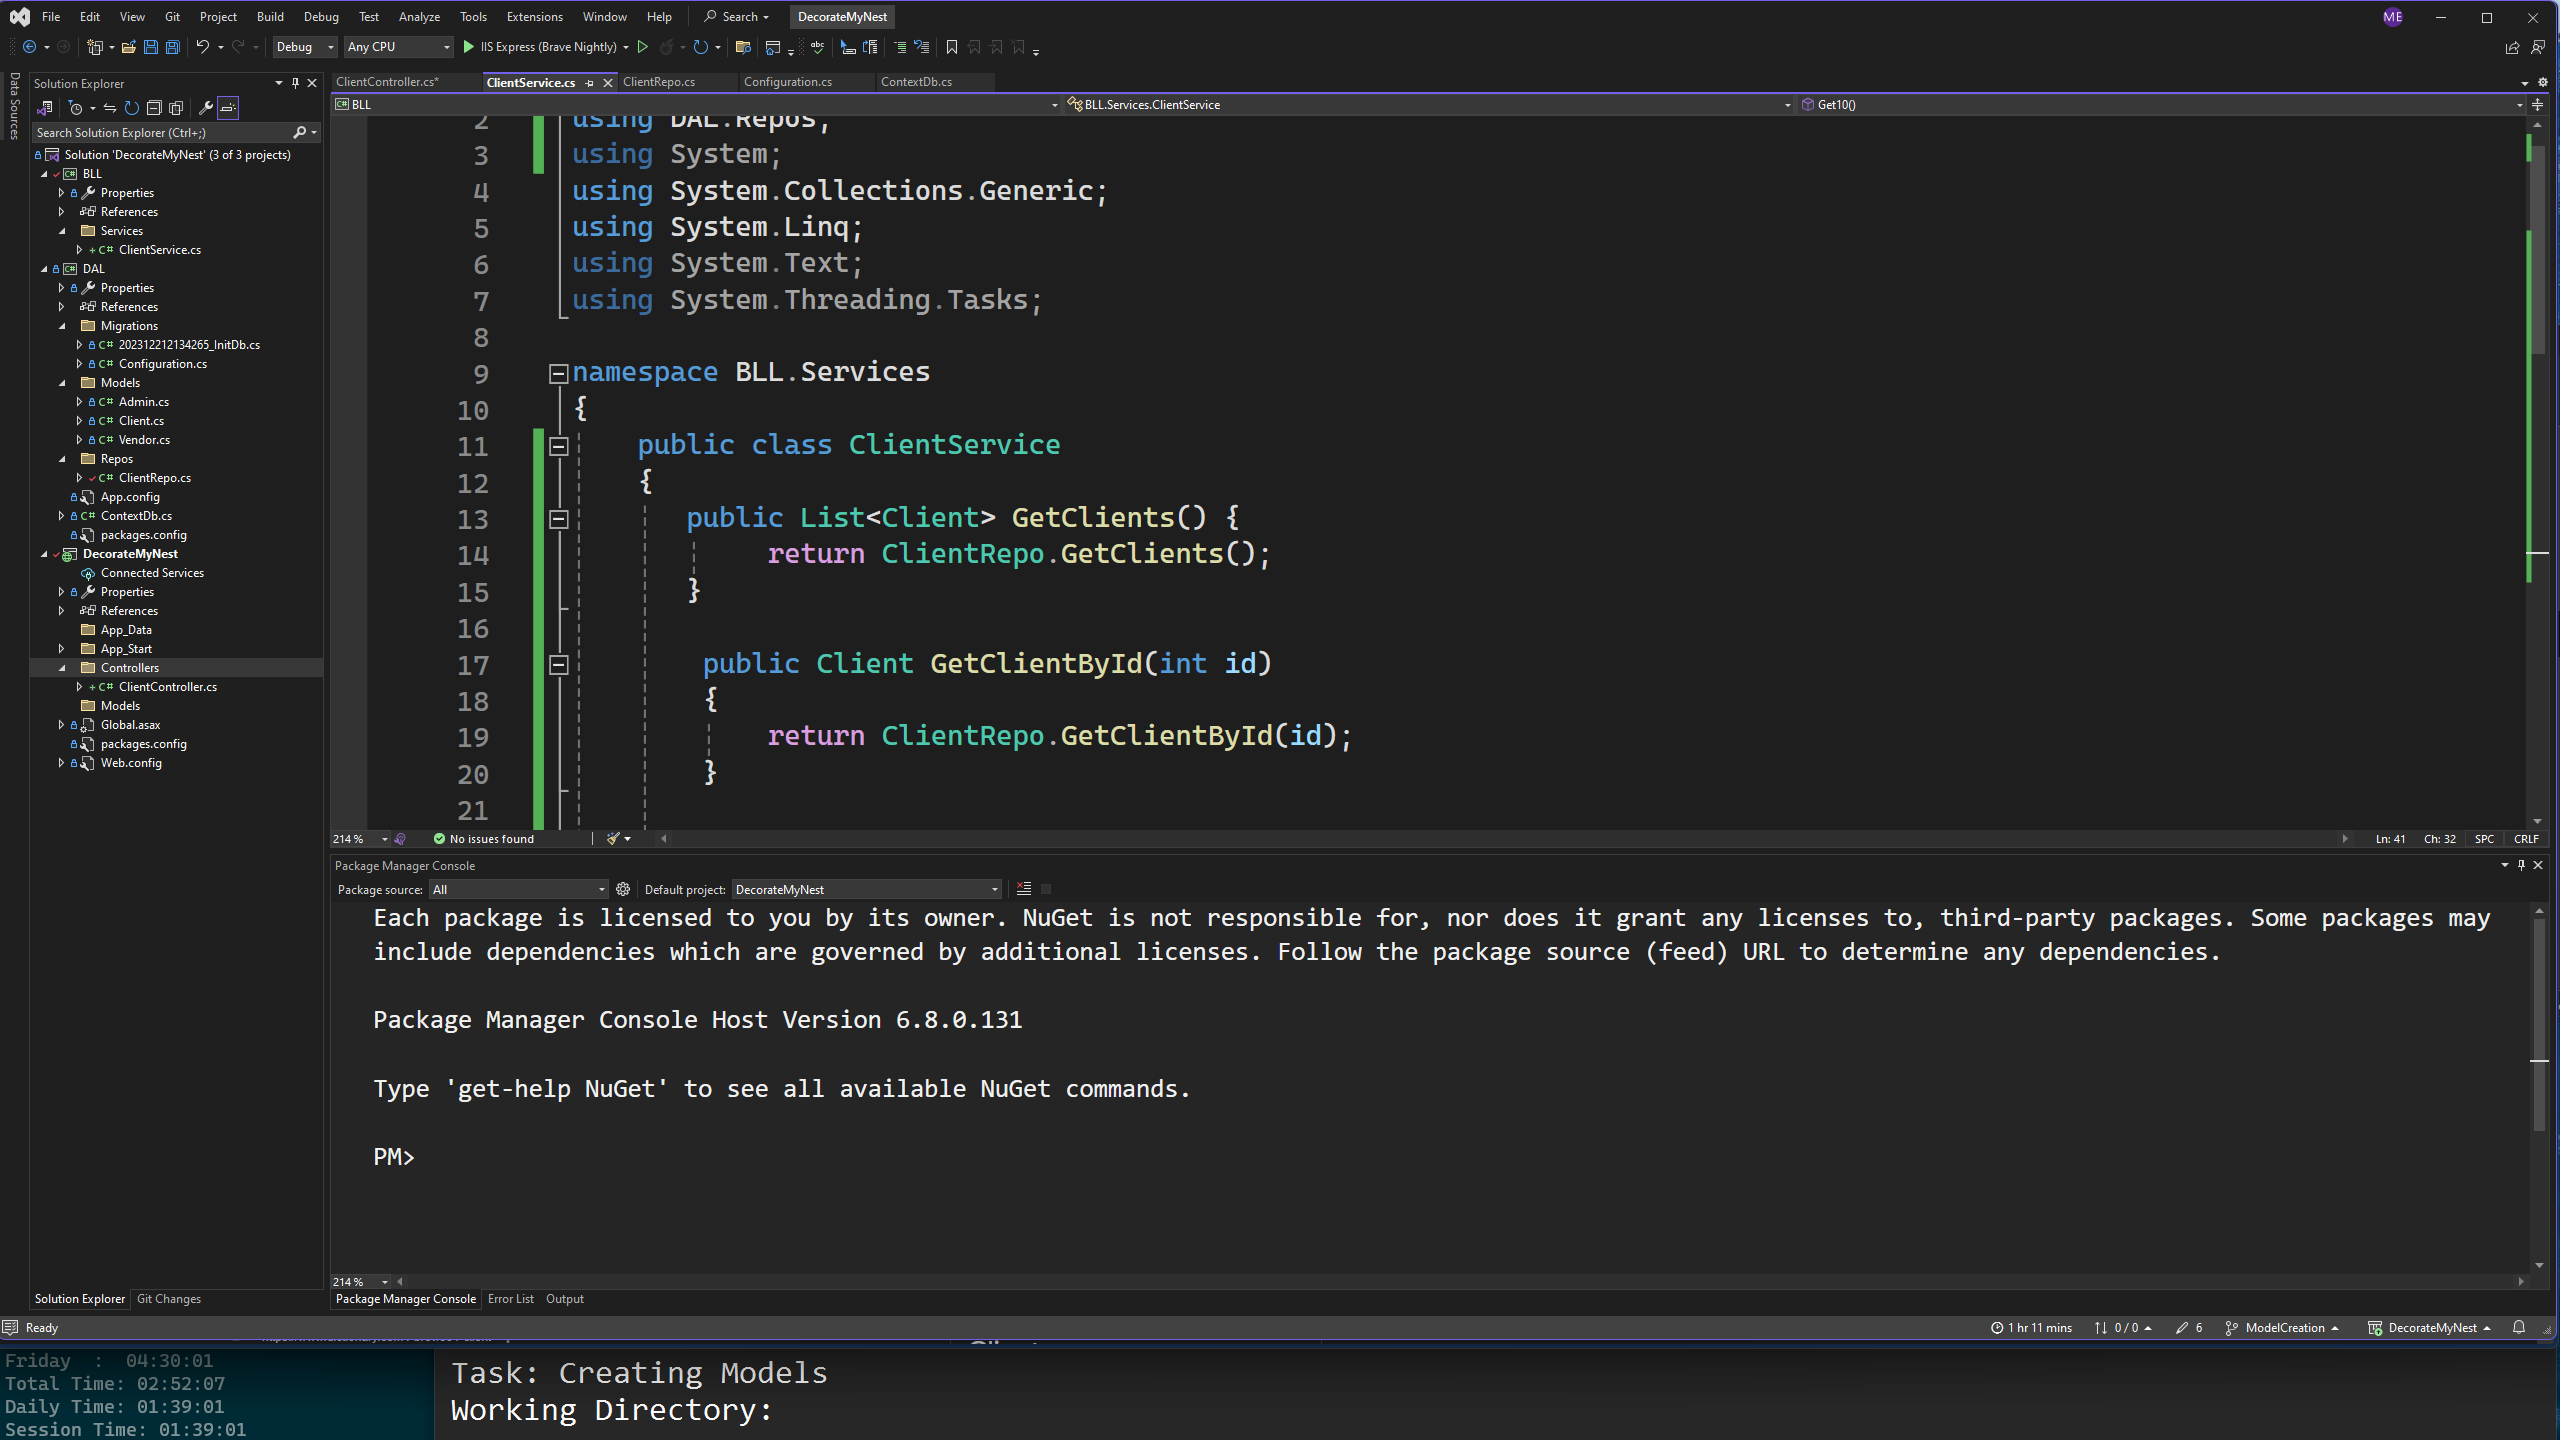 File Edit View Git Project Build Debug Test Analyze Tools Extensions Window Help Search DecorateMyNest ME
Debug Any CPU IIS Express (Brave Nightly)
Data Sources
Solution Explorer
Search Solution Explorer (Ctrl+;)
Solution 'DecorateMyNest' (3 of 3 projects)
BLL
Properties
References
Services
C# ClientService.cs
DAL
Properties
References
Migrations
C# 202312212134265_InitDb.cs
C# Configuration.cs
Models
C# Admin.cs
C# Client.cs
C# Vendor.cs
Repos
C# ClientRepo.cs
App.config
C# ContextDb.cs
packages.config
DecorateMyNest
Connected Services
Properties
References
App_Data
App_Start
Controllers
C# ClientController.cs
Models
Global.asax
packages.config
Web.config
Solution Explorer Git Changes
ClientController.cs* ClientService.cs ClientRepo.cs Configuration.cs ContextDb.cs
BLL BLL.Services.ClientService Get10()
2 using DAL.Repos;
3 using System;
4 using System.Collections.Generic;
5 using System.Linq;
6 using System.Text;
7 using System.Threading.Tasks;
8
9 namespace BLL.Services
10 {
11 public class ClientService
12 {
13 public List<Client> GetClients() {
14 return ClientRepo.GetClients();
15 }
16
17 public Client GetClientById(int id)
18 {
19 return ClientRepo.GetClientById(id);
20 }
21
214 % No issues found Ln: 41 Ch: 32 SPC CRLF
Package Manager Console
Package source: All Default project: DecorateMyNest
Each package is licensed to you by its owner. NuGet is not responsible for, nor does it grant any licenses to, third-party packages. Some packages may
include dependencies which are governed by additional licenses. Follow the package source (feed) URL to determine any dependencies.
Package Manager Console Host Version 6.8.0.131
Type 'get-help NuGet' to see all available NuGet commands.
PM>
214 %
Package Manager Console Error List Output
Ready 1 hr 11 mins 0 / 0 6 ModelCreation DecorateMyNest
Friday : 04:30:01
Total Time: 02:52:07
Daily Time: 01:39:01
Session Time: 01:39:01
Task: Creating Models
Working Directory: